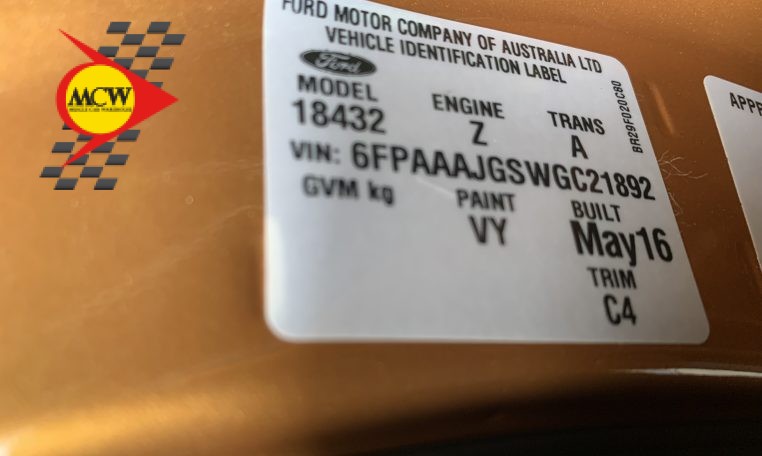 MCW
FORD MOTOR COMPANY OF AUSTRALIA LTD
VEHICLE IDENTIFICATION LABEL
Ford
MODEL ENGINE TRANS
18432 Z A
VIN: 6FPAAAJGSWGC21892
GVM kg PAINT BUILT
VY May16
TRIM
C4
BR29F020C80
APP